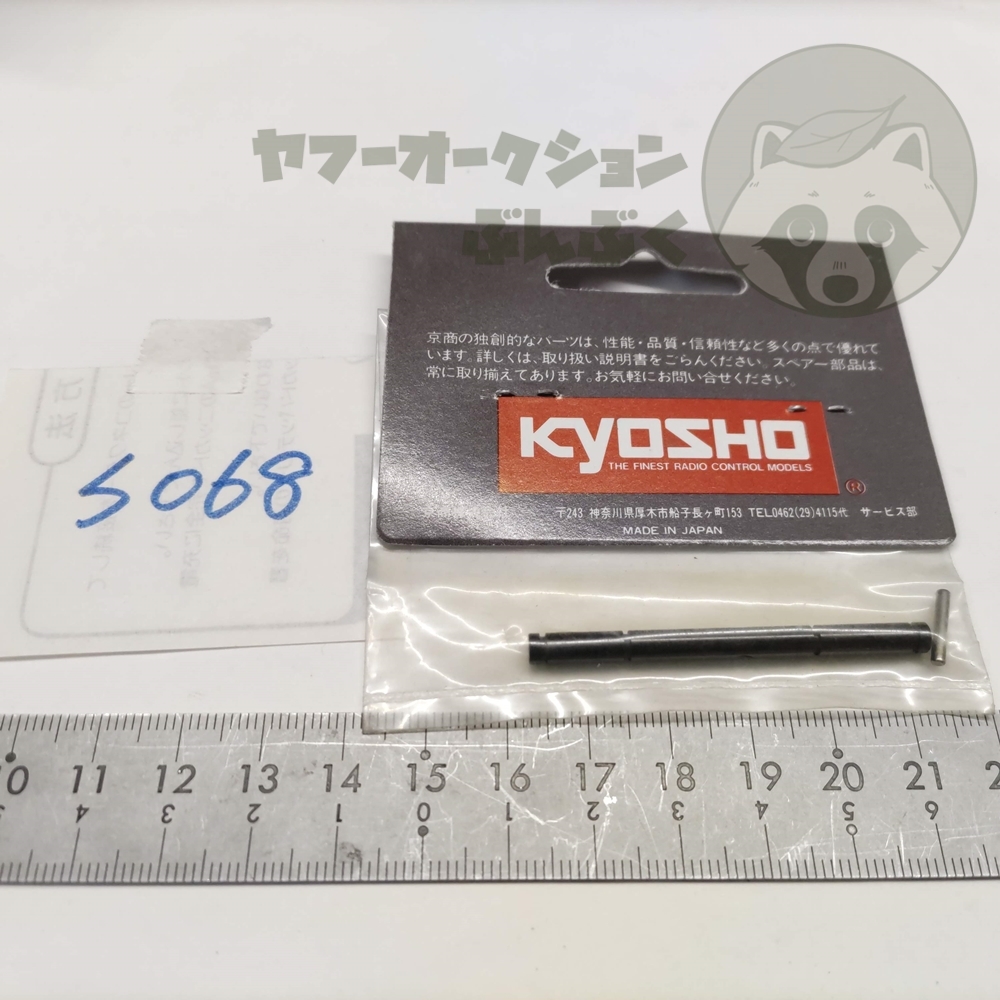 ヤフーオークション
ぶんぶく
京商の独創的なパーツは、性能・品質・信頼性など多くの点で優れて
います。詳しくは、取り扱い説明書をごらんください。スペアー部品は、
常に取り揃えてあります。お気軽にお問い合せください。
KYOSHO
THE FINEST RADIO CONTROL MODELS
®
〒243 神奈川県厚木市船子長ヶ町153 TEL.0462(29)4115代 サービス部
MADE IN JAPAN
S068
10 11 12 13 14 15 16 17 18 19 20 21
5 4 3 2 1 0 1 2 3 4 5 6